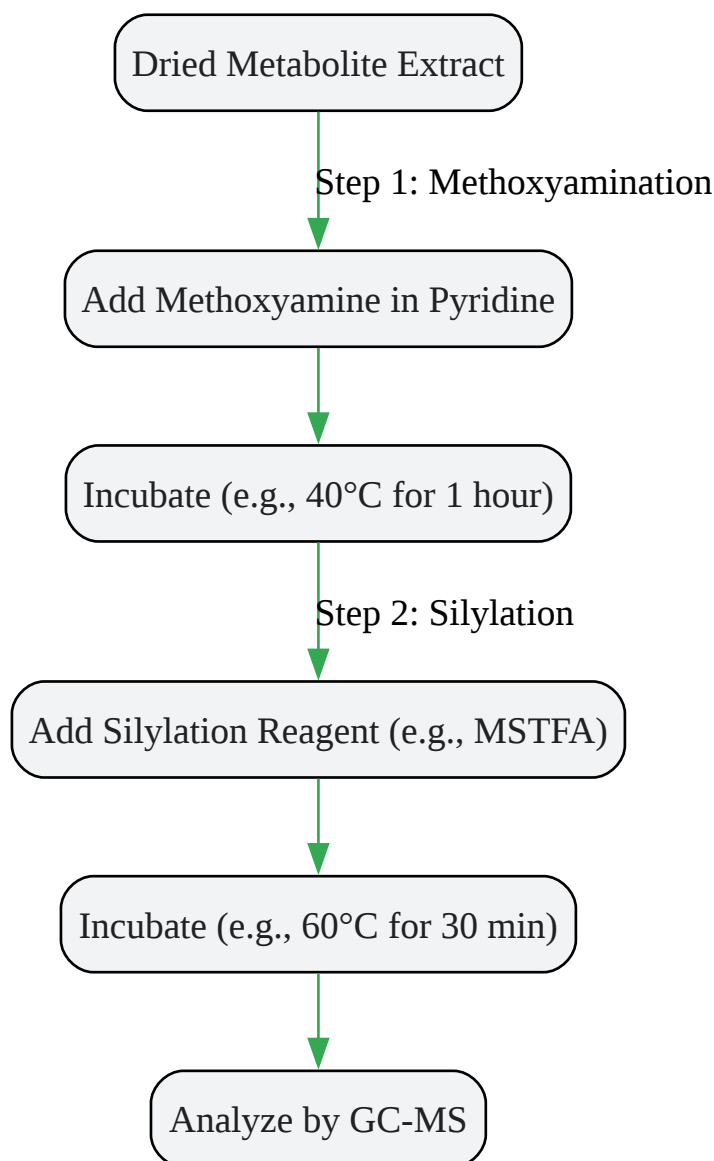 Dried Metabolite Extract
Step 1: Methoxyamination
Add Methoxyamine in Pyridine
Incubate (e.g., 40°C for 1 hour)
Step 2: Silylation
Add Silylation Reagent (e.g., MSTFA)
Incubate (e.g., 60°C for 30 min)
Analyze by GC-MS